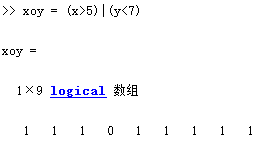 >> xoy = (x>5)|(y<7)
xoy =
1×9 logical 数组
1 1 1 0 1 1 1 1 1